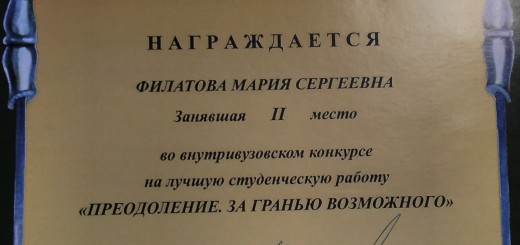 НАГРАЖДАЕТСЯ
ФИЛАТОВА МАРИЯ СЕРГЕЕВНА
Занявшая II место
во внутривузовском конкурсе
на лучшую студенческую работу
«ПРЕОДОЛЕНИЕ. ЗА ГРАНЬЮ ВОЗМОЖНОГО»